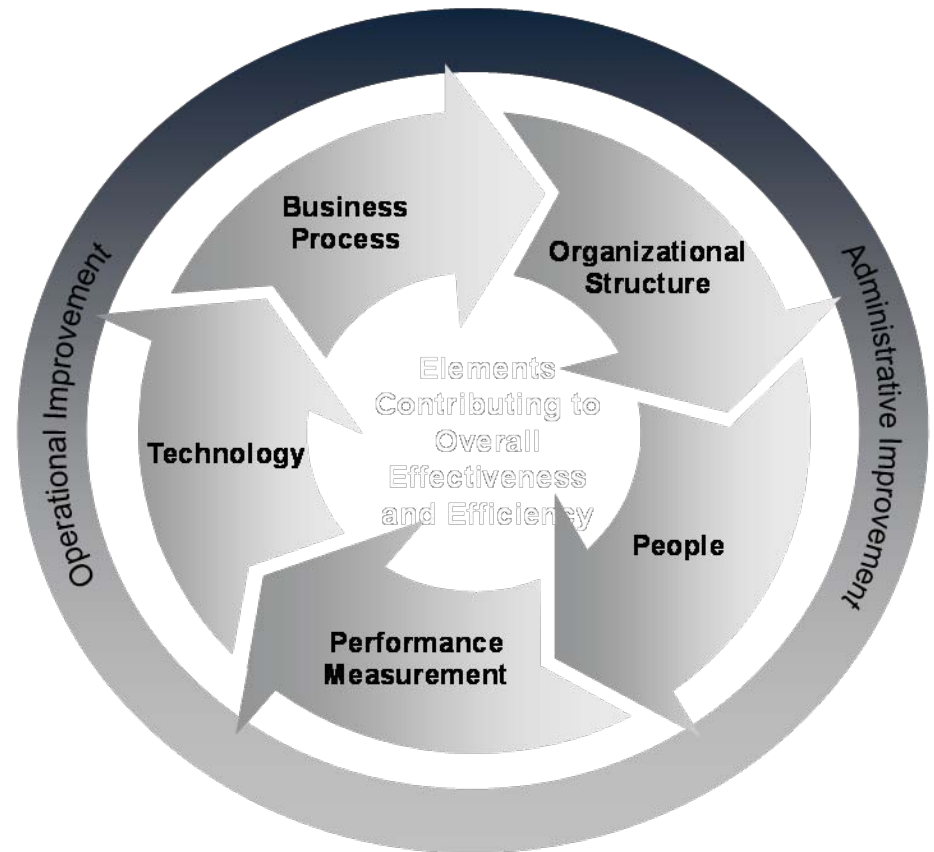 Business
Process
Organizational
Structure
People
Performance
Measurement
Technology
Elements
Contributing to
Overall
Effectiveness
and Efficiency
Operational Improvement
Administrative Improvement